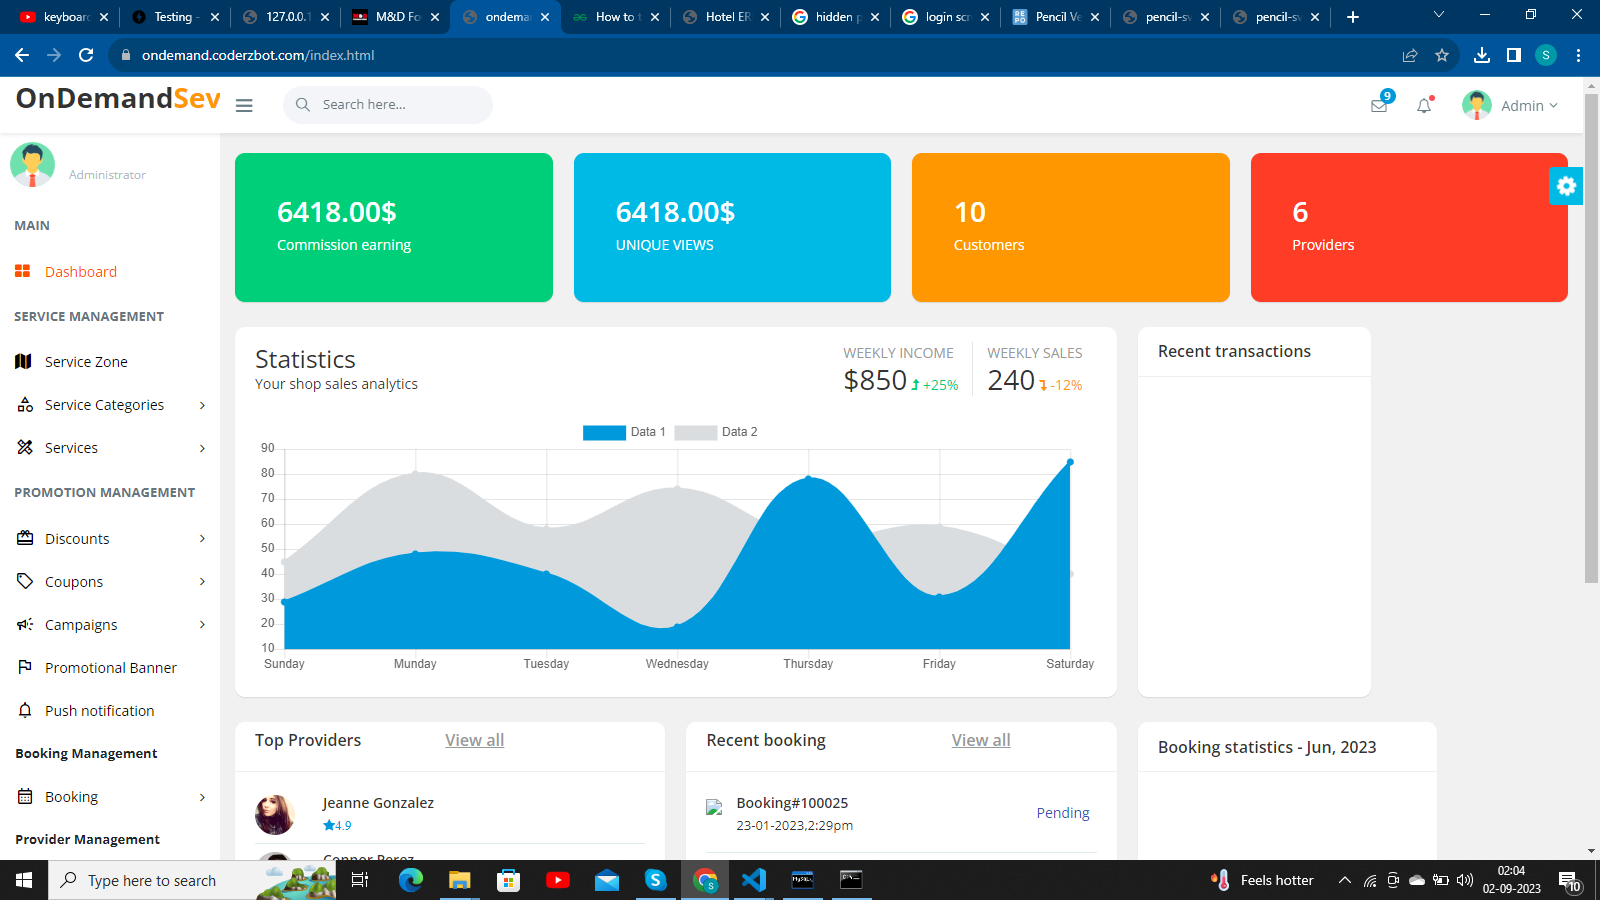 keyboard
Testing -
127.0.0.1
M&D Fo
ondema
How to t
Hotel ER
hidden p
login scr
Pencil Ve
pencil-sv
pencil-sv
ondemand.coderzbot.com/index.html
S
OnDemandSev
Search here...
9
Admin
Administrator
MAIN
Dashboard
SERVICE MANAGEMENT
Service Zone
Service Categories
Services
PROMOTION MANAGEMENT
Discounts
Coupons
Campaigns
Promotional Banner
Push notification
Booking Management
Booking
Provider Management
6418.00$
Commission earning
6418.00$
UNIQUE VIEWS
10
Customers
6
Providers
Statistics
Your shop sales analytics
WEEKLY INCOME
$850 +25%
WEEKLY SALES
240 -12%
Data 1 Data 2
90
80
70
60
50
40
30
20
10
Sunday Munday Tuesday Wednesday Thursday Friday Saturday
Recent transactions
Top Providers View all
Jeanne Gonzalez
4.9
Connor Perez
Recent booking View all
Booking#100025
23-01-2023,2:29pm
Pending
Booking statistics - Jun, 2023
Type here to search
Feels hotter
02:04
02-09-2023
10